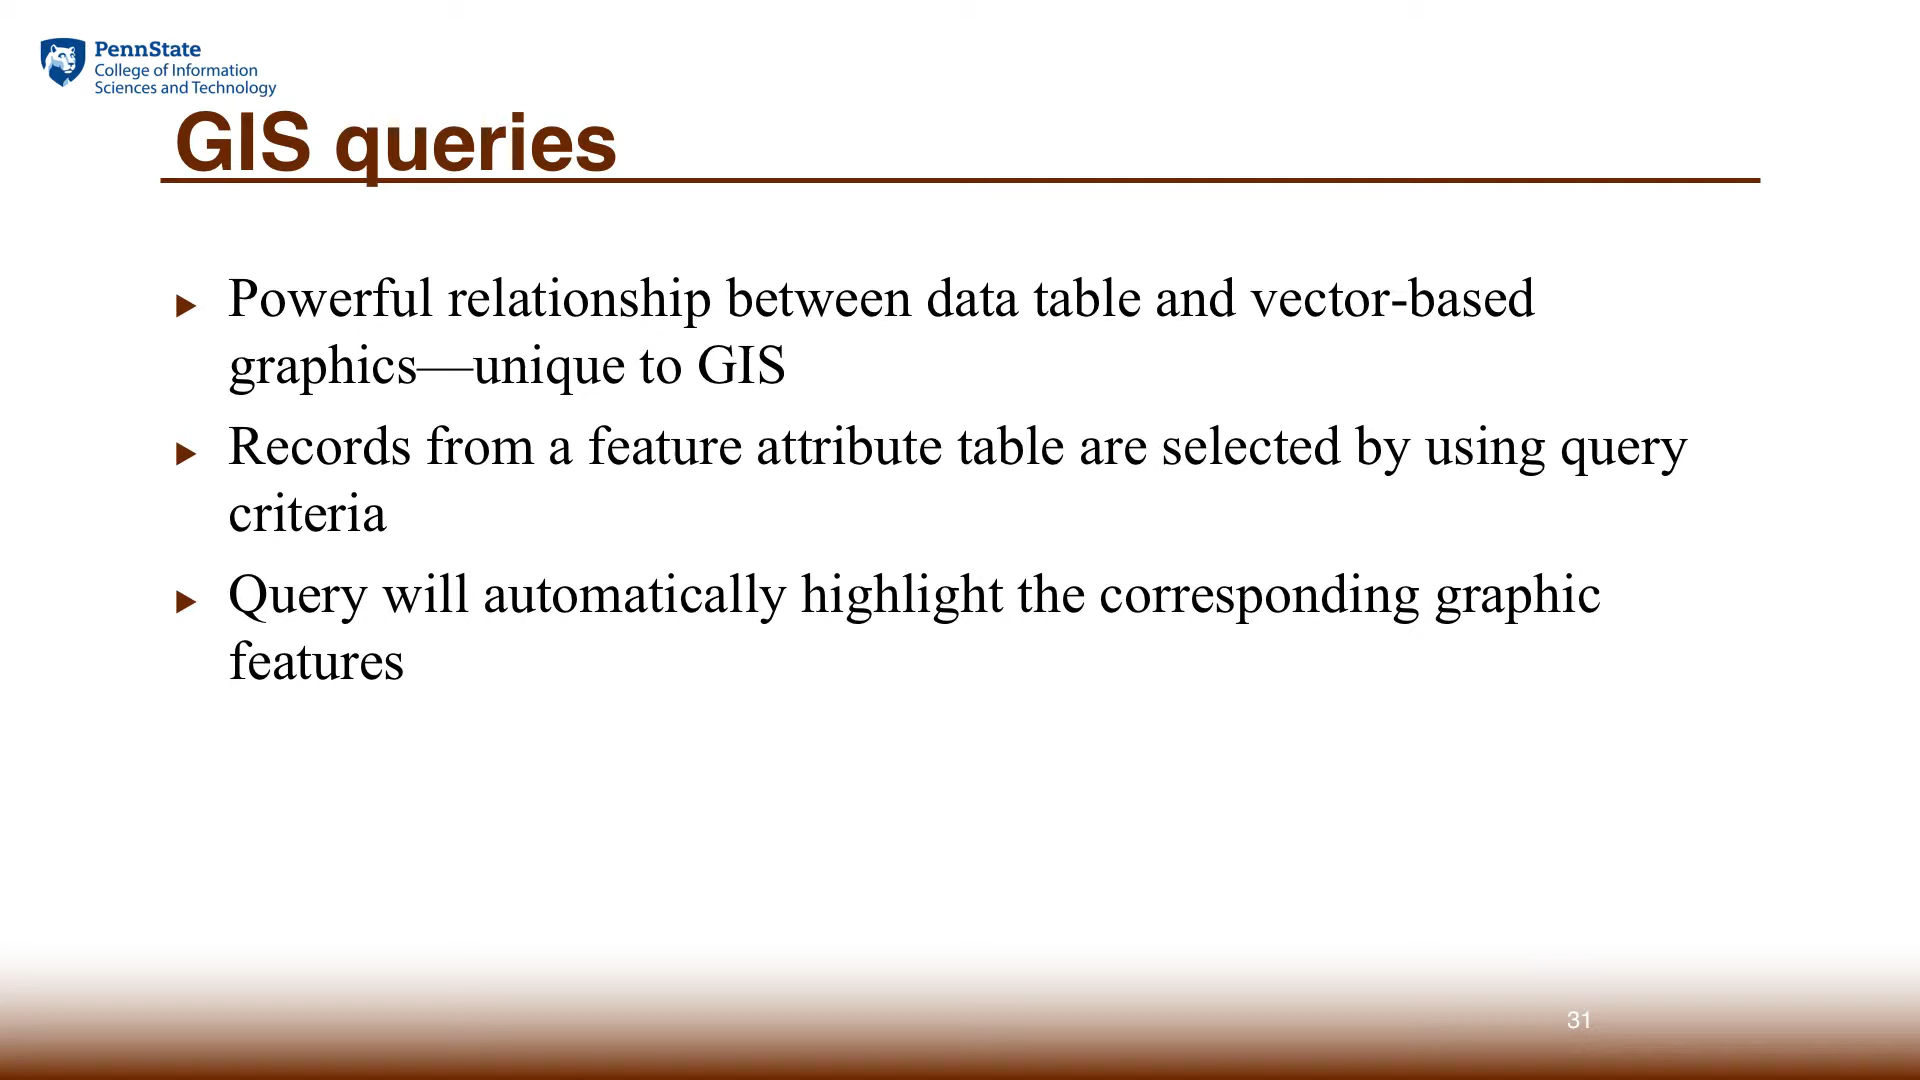 PennState
College of Information
Sciences and Technology
GIS queries
Powerful relationship between data table and vector-based
graphics—unique to GIS
Records from a feature attribute table are selected by using query
criteria
Query will automatically highlight the corresponding graphic
features
31